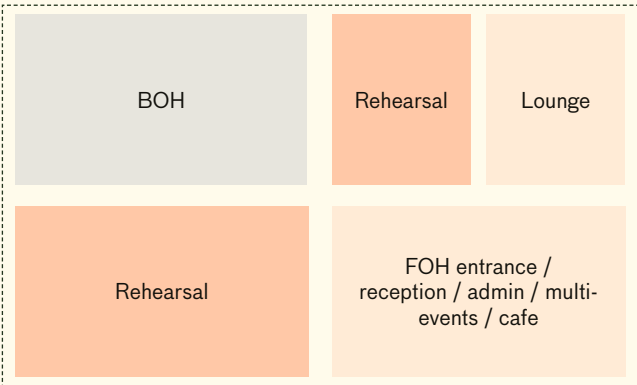 BOH
Rehearsal
Lounge
Rehearsal
FOH entrance /
reception / admin / multi-
events / cafe